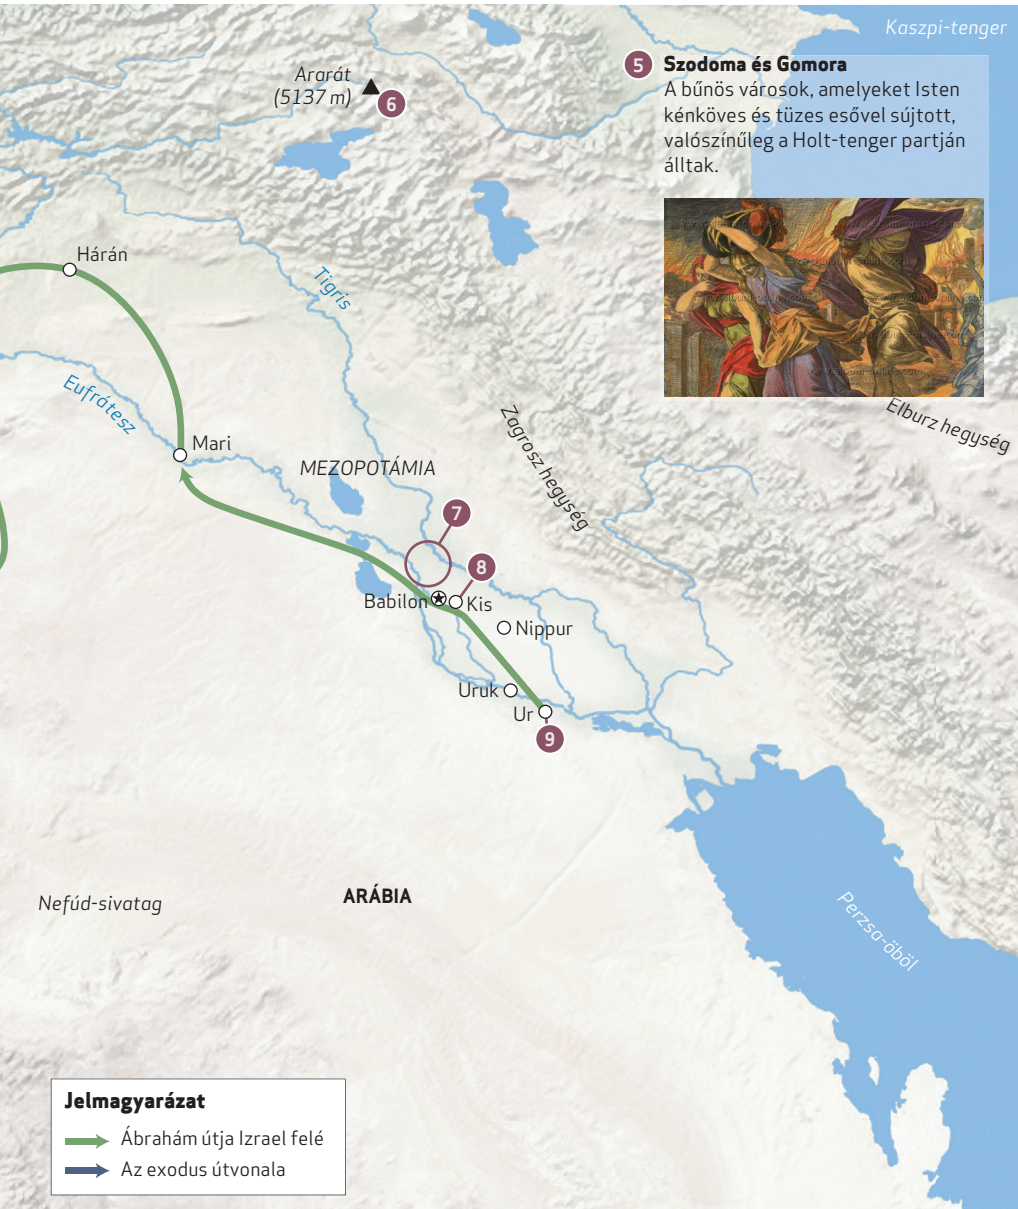 Kaszpi-tenger
5 Szodoma és Gomora
A bűnös városok, amelyeket Isten
kénköves és tüzes esővel sújtott,
valószínűleg a Holt-tenger partján
álltak.
Ararát
(5137 m)
6
Hárán
Tigris
Eufrátesz
Mari
MEZOPOTÁMIA
Zagrosz hegység
Elburz hegység
7
8
Babilon
Kis
Nippur
Uruk
Ur
9
Nefúd-sivatag
ARÁBIA
Perzsa-öböl
Jelmagyarázat
Ábrahám útja Izrael felé
Az exodus útvonala